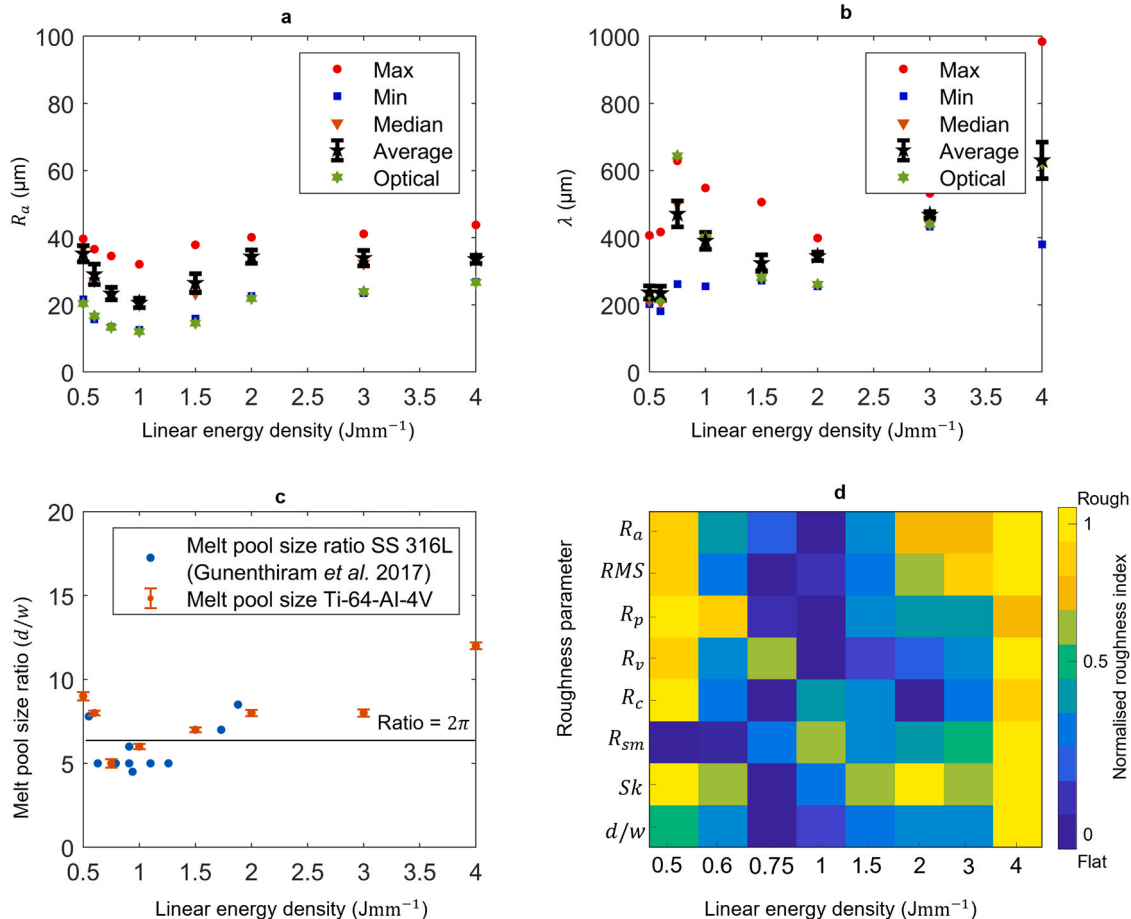 a
100
80
60
40
20
0
R_a (µm)
Max
Min
Median
Average
Optical
0.5 1 1.5 2 2.5 3 3.5 4
Linear energy density (Jmm⁻¹)
b
1000
800
600
400
200
0
λ (µm)
Max
Min
Median
Average
Optical
0.5 1 1.5 2 2.5 3 3.5 4
Linear energy density (Jmm⁻¹)
c
20
15
10
5
0
Melt pool size ratio (d/w)
Melt pool size ratio SS 316L
(Gunenthiram et al. 2017)
Melt pool size Ti-64-Al-4V
Ratio = 2π
0.5 1 1.5 2 2.5 3 3.5 4
Linear energy density (Jmm⁻¹)
d
Roughness parameter
R_a
RMS
R_p
R_v
R_c
R_sm
Sk
d/w
0.5 0.6 0.75 1 1.5 2 3 4
Linear energy density (Jmm⁻¹)
Rough
1
0.5
0
Flat
Normalised roughness index